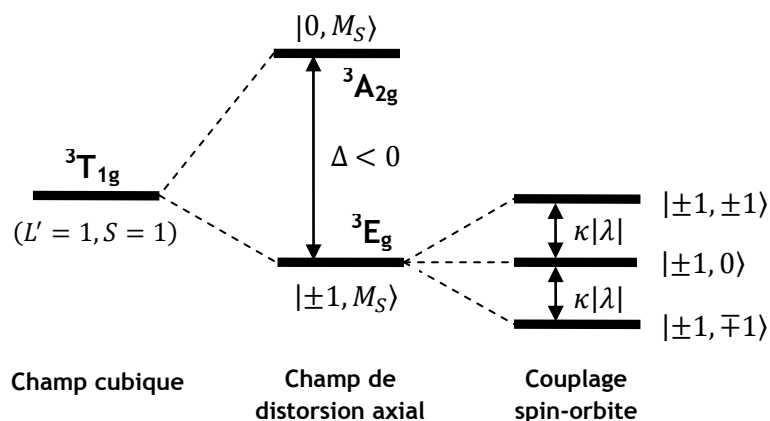 |0, M_S⟩
³A₂g
Δ < 0
³T₁g
(L′ = 1, S = 1)
³Eg
|±1, M_S⟩
|±1, ±1⟩
κ|λ|
|±1, 0⟩
κ|λ|
|±1, ∓1⟩
Champ cubique
Champ de
distorsion axial
Couplage
spin-orbite